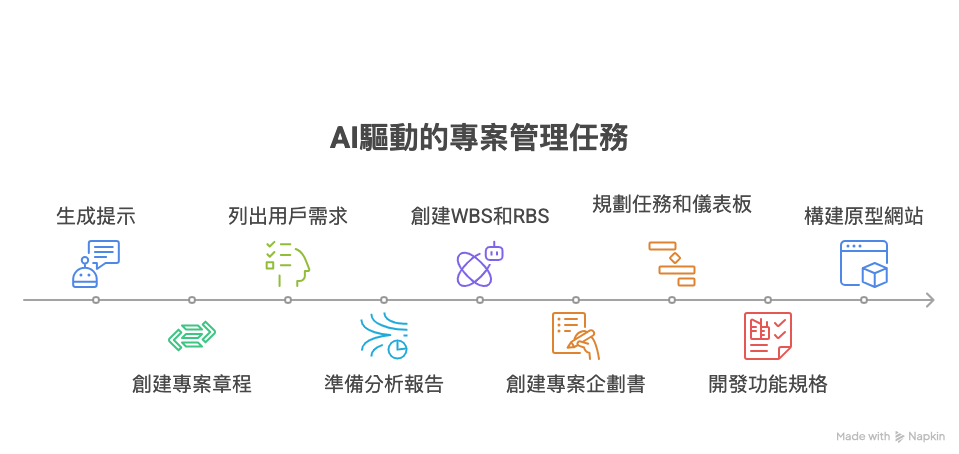 AI驅動的專案管理任務
生成提示
列出用戶需求
創建WBS和RBS
規劃任務和儀表板
構建原型網站
創建專案章程
準備分析報告
創建專案企劃書
開發功能規格
Made with Napkin